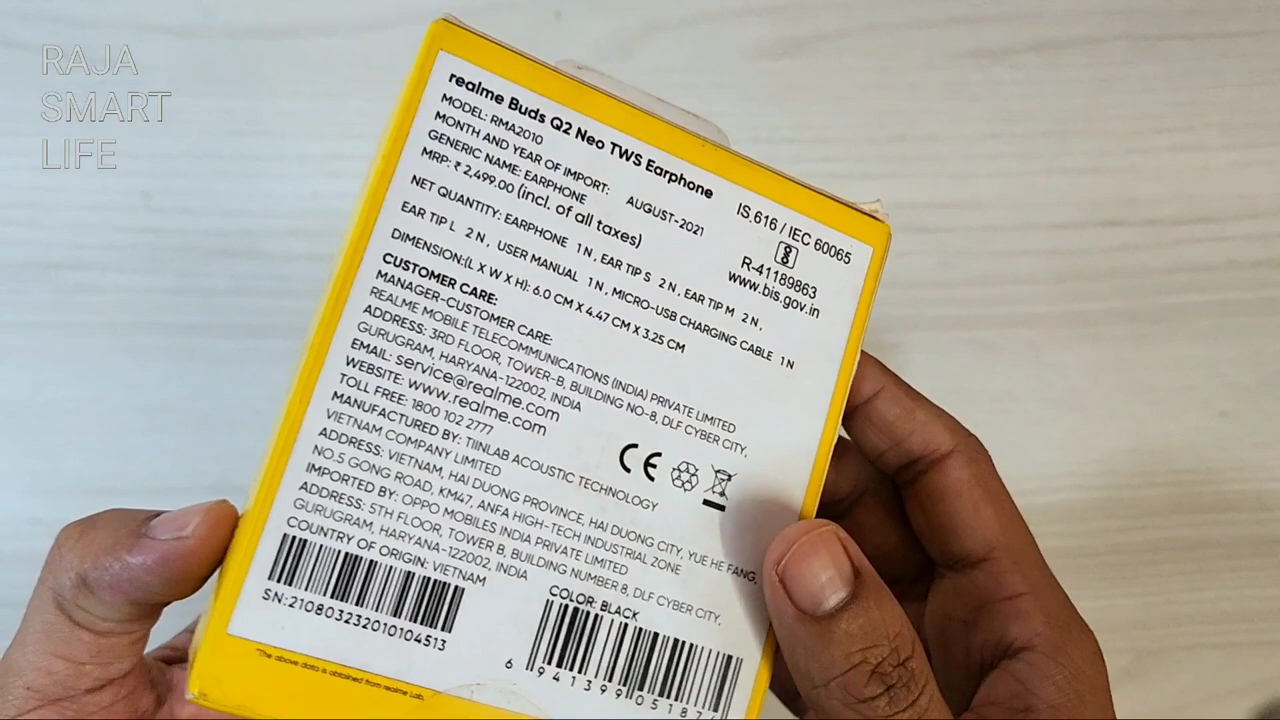 RAJA
SMART
LIFE
realme Buds Q2 Neo TWS Earphone
MODEL: RMA2010
MONTH AND YEAR OF IMPORT: AUGUST-2021
GENERIC NAME: EARPHONE
MRP: ₹ 2,499.00 (incl. of all taxes)
IS.616 / IEC 60065
R-41189863
www.bis.gov.in
NET QUANTITY: EARPHONE 1 N, EAR TIP S 2 N, EAR TIP M 2 N,
EAR TIP L 2 N, USER MANUAL 1 N, MICRO-USB CHARGING CABLE 1 N
DIMENSION:(L X W X H): 6.0 CM X 4.47 CM X 3.25 CM
CUSTOMER CARE:
MANAGER-CUSTOMER CARE:
REALME MOBILE TELECOMMUNICATIONS (INDIA) PRIVATE LIMITED
ADDRESS: 3RD FLOOR, TOWER-B, BUILDING NO-8, DLF CYBER CITY,
GURUGRAM, HARYANA-122002, INDIA
EMAIL: service@realme.com
WEBSITE: www.realme.com
TOLL FREE: 1800 102 2777
MANUFACTURED BY: TIINLAB ACOUSTIC TECHNOLOGY
VIETNAM COMPANY LIMITED
ADDRESS: VIETNAM, HAI DUONG PROVINCE, HAI DUONG CITY, YUE HE FANG,
NO.5 GONG ROAD, KM47, ANFA HIGH-TECH INDUSTRIAL ZONE
IMPORTED BY: OPPO MOBILES INDIA PRIVATE LIMITED
ADDRESS: 5TH FLOOR, TOWER B, BUILDING NUMBER 8, DLF CYBER CITY,
GURUGRAM, HARYANA-122002, INDIA
COUNTRY OF ORIGIN: VIETNAM
CE
SN:210803232010104513
COLOR: BLACK
6 941399 05187
*The above data is obtained from realme Lab.